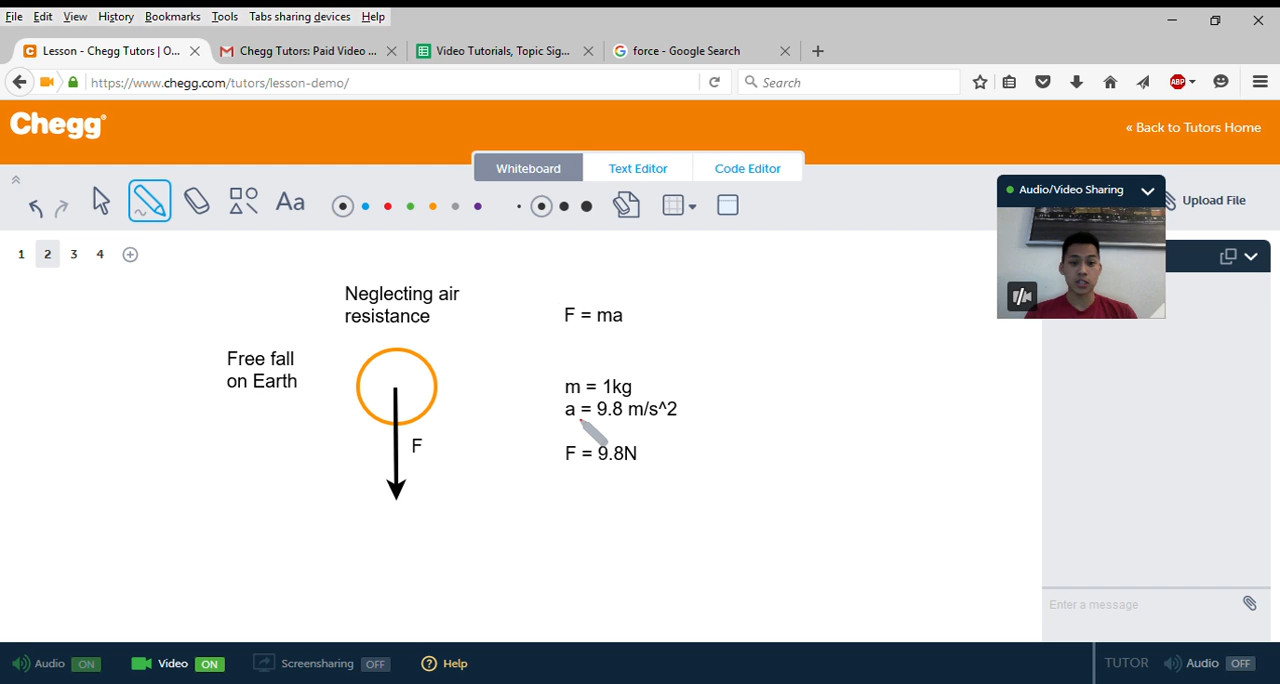 File Edit View History Bookmarks Tools Tabs sharing devices Help
Lesson - Chegg Tutors | O... Chegg Tutors: Paid Video ... Video Tutorials, Topic Sig... force - Google Search
https://www.chegg.com/tutors/lesson-demo/ Search ABP
Chegg
« Back to Tutors Home
Whiteboard Text Editor Code Editor
Aa
Audio/Video Sharing
Upload File
1 2 3 4
Neglecting air
resistance
Free fall
on Earth
F
F = ma
m = 1kg
a = 9.8 m/s^2
F = 9.8N
Enter a message
Audio ON Video ON Screensharing OFF ? Help TUTOR Audio OFF